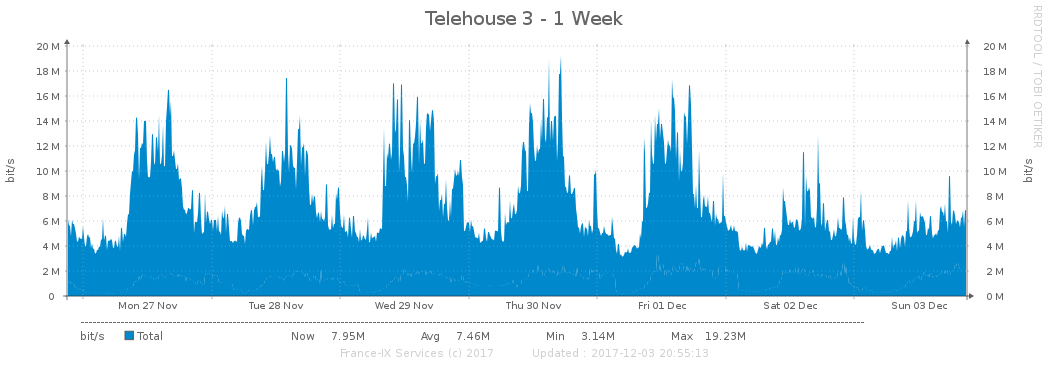 Telehouse 3 - 1 Week
RRDTOOL / TOBI OETIKER
20 M 20 M
18 M 18 M
16 M 16 M
14 M 14 M
12 M 12 M
10 M 10 M
8 M 8 M
6 M 6 M
4 M 4 M
2 M 2 M
0 0 M
bit/s bit/s
Mon 27 Nov Tue 28 Nov Wed 29 Nov Thu 30 Nov Fri 01 Dec Sat 02 Dec Sun 03 Dec
bit/s Total Now 7.95M Avg 7.46M Min 3.14M Max 19.23M
France-IX Services (c) 2017 Updated : 2017-12-03 20:55:13